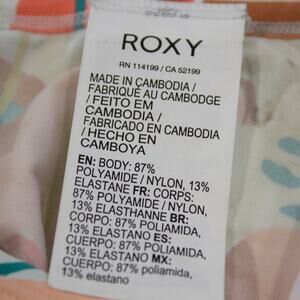 ROXY
RN 114199 / CA 52199
MADE IN CAMBODIA /
FABRIQUÉ AU CAMBODGE
/ FEITO EM
CAMBODIA /
FABRICADO EN CAMBODIA
/ HECHO EN
CAMBOYA
EN: BODY: 87%
POLYAMIDE / NYLON, 13%
ELASTANE FR: CORPS:
87% POLYAMIDE / NYLON,
13% ELASTHANNE BR:
CORPO: 87% POLIAMIDA,
13% ELASTANO ES:
CUERPO: 87% POLIAMIDA,
13% ELASTANO MX:
CUERPO: 87% poliamida,
13% elastano